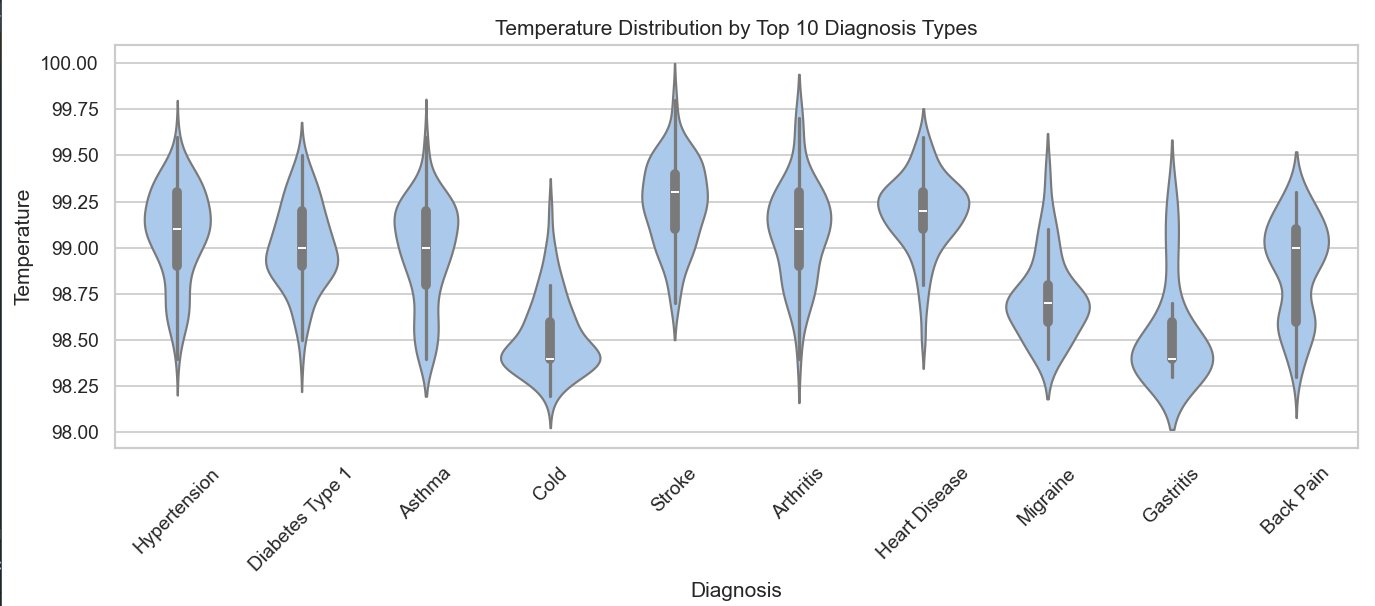 Temperature Distribution by Top 10 Diagnosis Types
100.00
99.75
99.50
99.25
99.00
98.75
98.50
98.25
98.00
Temperature
Hypertension
Diabetes Type 1
Asthma
Cold
Stroke
Arthritis
Heart Disease
Migraine
Gastritis
Back Pain
Diagnosis